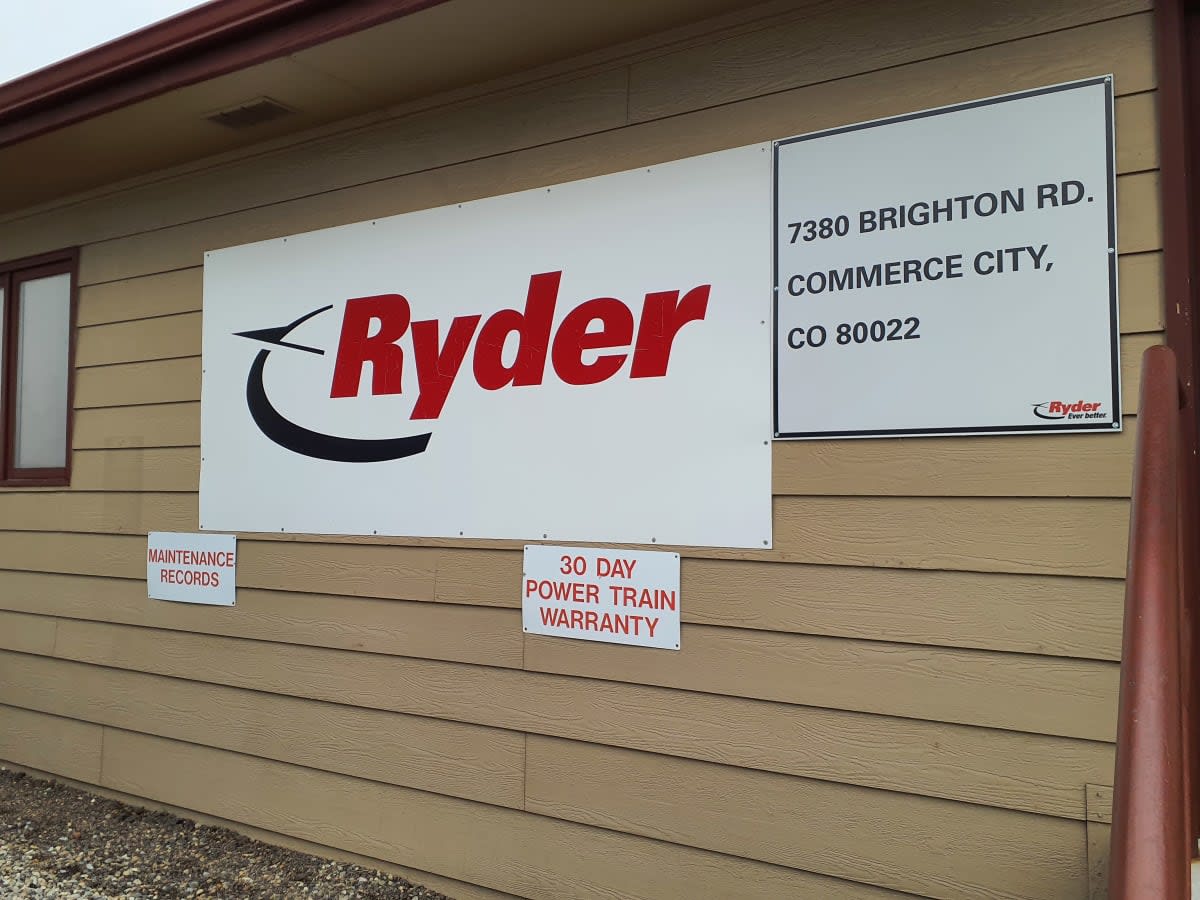 Ryder
7380 BRIGHTON RD.
COMMERCE CITY,
CO 80022
Ryder
Ever better.
MAINTENANCE
RECORDS
30 DAY
POWER TRAIN
WARRANTY